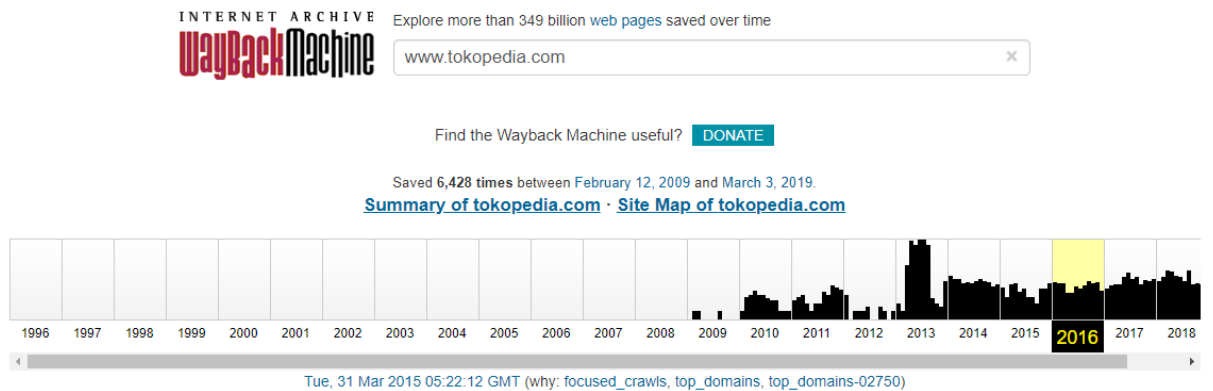 INTERNET ARCHIVE
WayBackMachine
Explore more than 349 billion web pages saved over time
www.tokopedia.com ×
Find the Wayback Machine useful? DONATE
Saved 6,428 times between February 12, 2009 and March 3, 2019.
Summary of tokopedia.com · Site Map of tokopedia.com
1996 1997 1998 1999 2000 2001 2002 2003 2004 2005 2006 2007 2008 2009 2010 2011 2012 2013 2014 2015 2016 2017 2018
Tue, 31 Mar 2015 05:22:12 GMT (why: focused_crawls, top_domains, top_domains-02750)